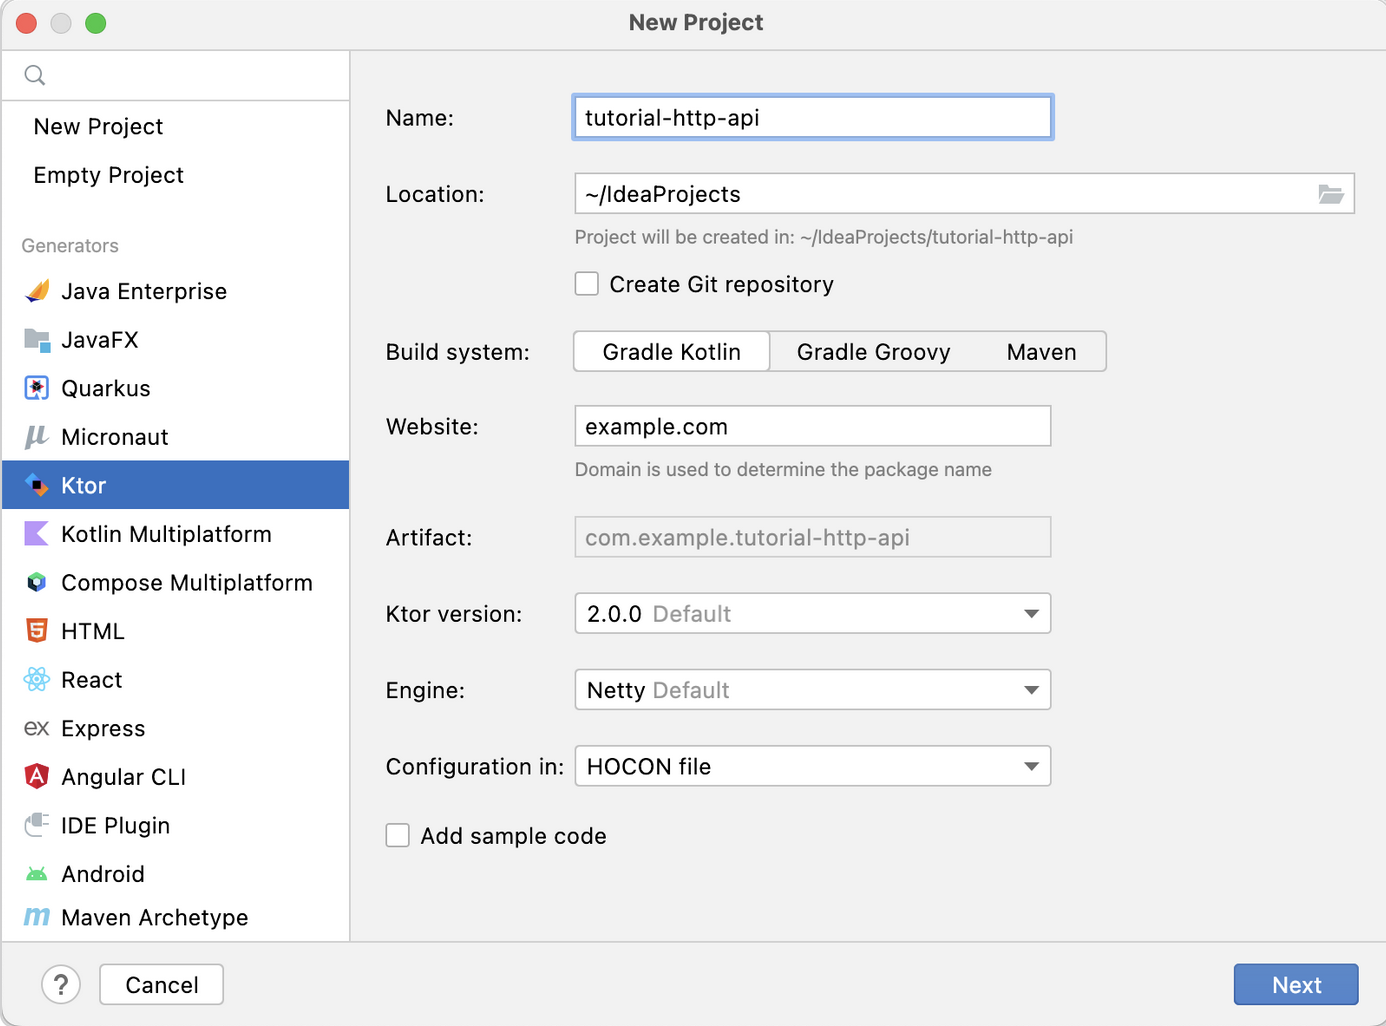 New Project
New Project
Empty Project
Generators
Java Enterprise
JavaFX
Quarkus
Micronaut
Ktor
Kotlin Multiplatform
Compose Multiplatform
HTML
React
ex Express
Angular CLI
IDE Plugin
Android
m Maven Archetype
Name: tutorial-http-api
Location: ~/IdeaProjects
Project will be created in: ~/IdeaProjects/tutorial-http-api
Create Git repository
Build system: Gradle Kotlin Gradle Groovy Maven
Website: example.com
Domain is used to determine the package name
Artifact: com.example.tutorial-http-api
Ktor version: 2.0.0 Default
Engine: Netty Default
Configuration in: HOCON file
Add sample code
? Cancel Next